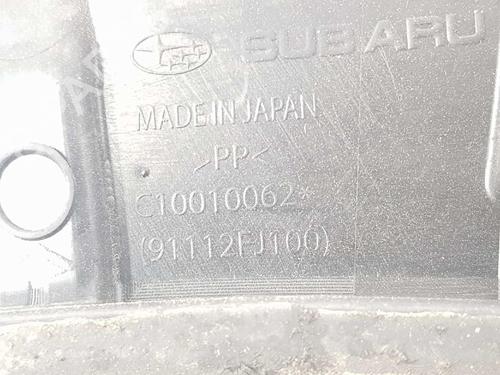 SUBARU
MADE IN JAPAN
>PP<
C10010062*
(91112FJ100)